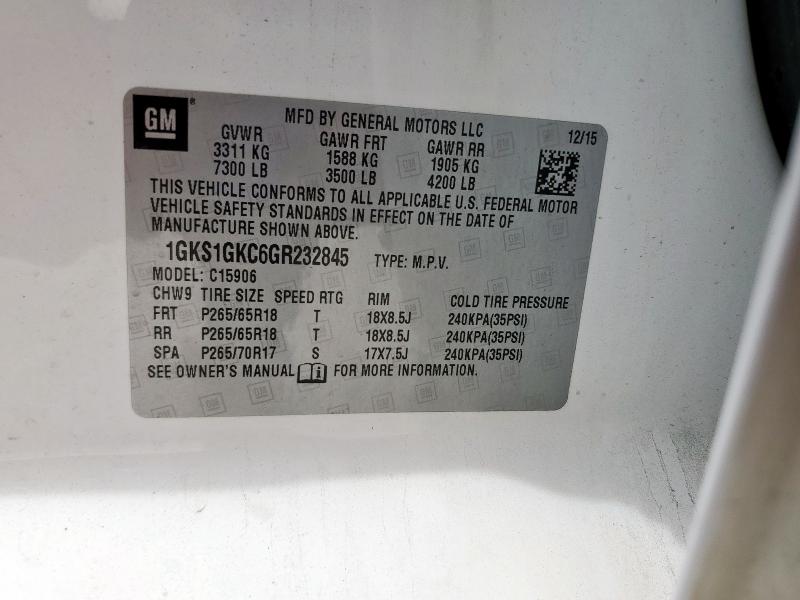 GM®
MFD BY GENERAL MOTORS LLC 12/15
GVWR GAWR FRT GAWR RR
3311 KG 1588 KG 1905 KG
7300 LB 3500 LB 4200 LB
THIS VEHICLE CONFORMS TO ALL APPLICABLE U.S. FEDERAL MOTOR
VEHICLE SAFETY STANDARDS IN EFFECT ON THE DATE OF
MANUFACTURE SHOWN ABOVE.
1GKS1GKC6GR232845 TYPE: M.P.V.
MODEL: C15906
CHW9 TIRE SIZE SPEED RTG RIM COLD TIRE PRESSURE
FRT P265/65R18 T 18X8.5J 240KPA(35PSI)
RR P265/65R18 T 18X8.5J 240KPA(35PSI)
SPA P265/70R17 S 17X7.5J 240KPA(35PSI)
SEE OWNER'S MANUAL FOR MORE INFORMATION.